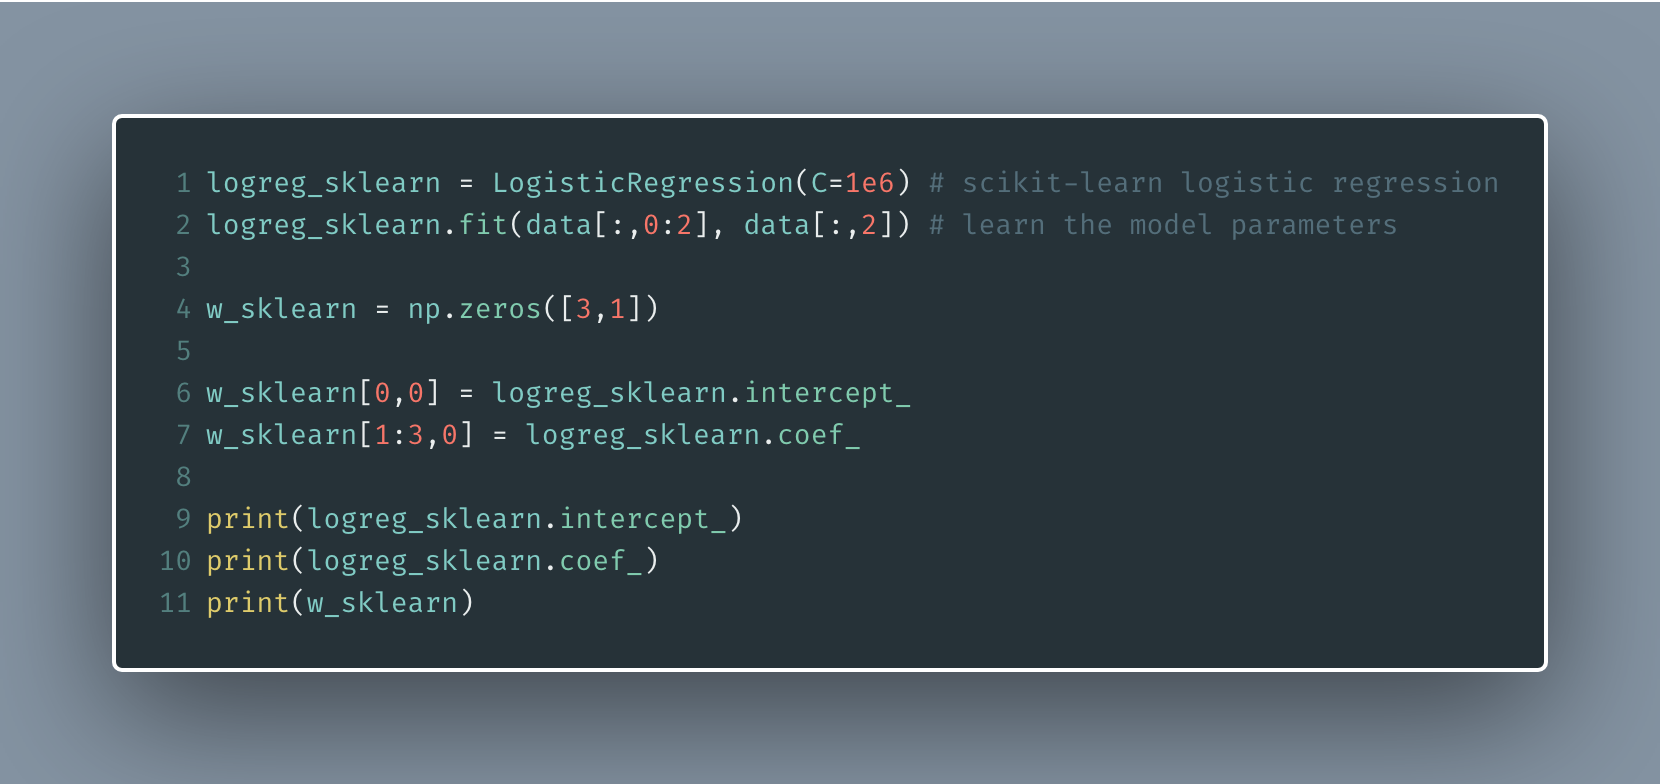 1 logreg_sklearn = LogisticRegression(C=1e6) # scikit-learn logistic regression
2 logreg_sklearn.fit(data[:,0:2], data[:,2]) # learn the model parameters
3
4 w_sklearn = np.zeros([3,1])
5
6 w_sklearn[0,0] = logreg_sklearn.intercept_
7 w_sklearn[1:3,0] = logreg_sklearn.coef_
8
9 print(logreg_sklearn.intercept_)
10 print(logreg_sklearn.coef_)
11 print(w_sklearn)